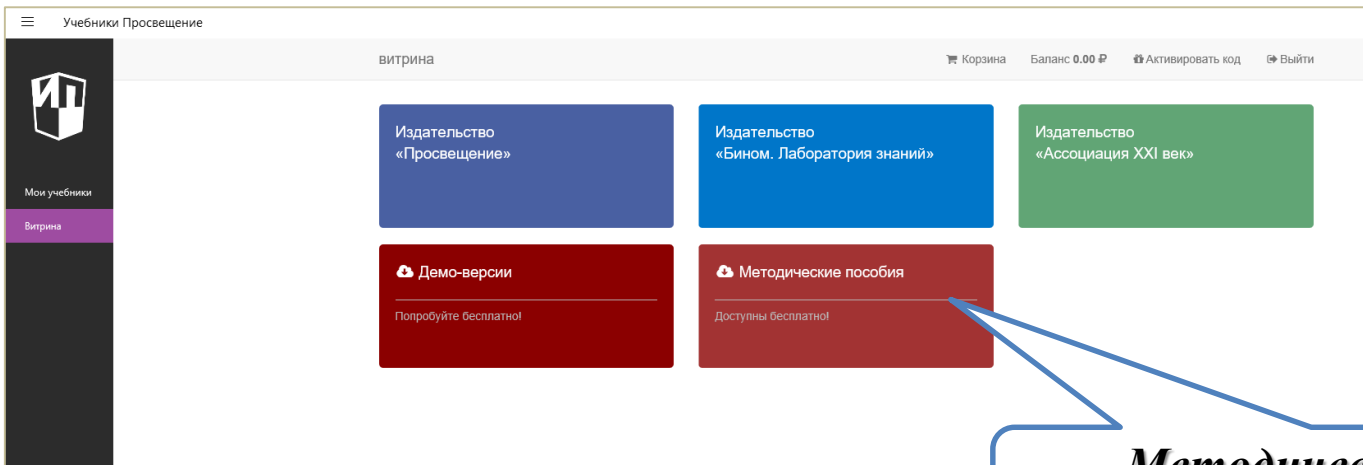 Учебники Просвещение
витрина
Корзина
Баланс 0.00 ₽
Активировать код
Выйти
ИП
Мои учебники
Витрина
Издательство
«Просвещение»
Издательство
«Бином. Лаборатория знаний»
Издательство
«Ассоциация XXI век»
Демо-версии
Попробуйте бесплатно!
Методические пособия
Доступны бесплатно!